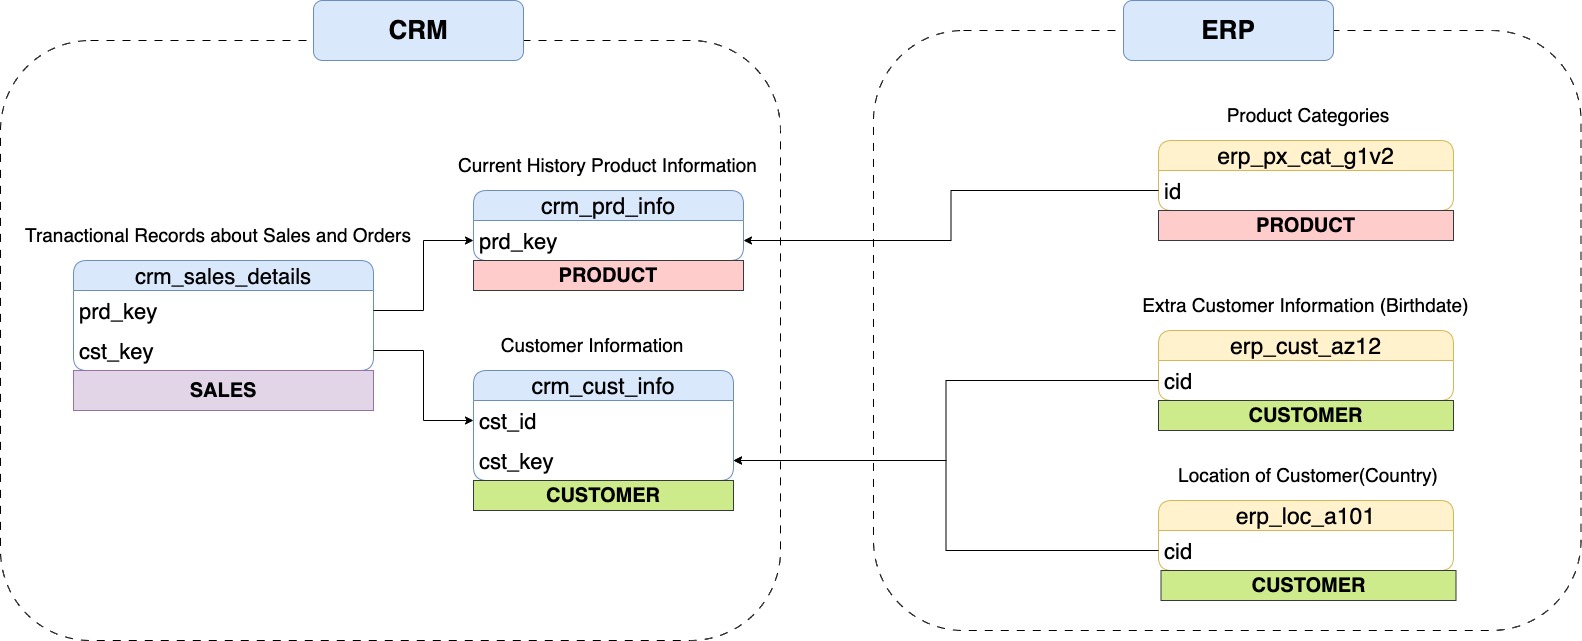 CRM
Tranactional Records about Sales and Orders
crm_sales_details
prd_key
cst_key
SALES
Current History Product Information
crm_prd_info
prd_key
PRODUCT
Customer Information
crm_cust_info
cst_id
cst_key
CUSTOMER
ERP
Product Categories
erp_px_cat_g1v2
id
PRODUCT
Extra Customer Information (Birthdate)
erp_cust_az12
cid
CUSTOMER
Location of Customer(Country)
erp_loc_a101
cid
CUSTOMER